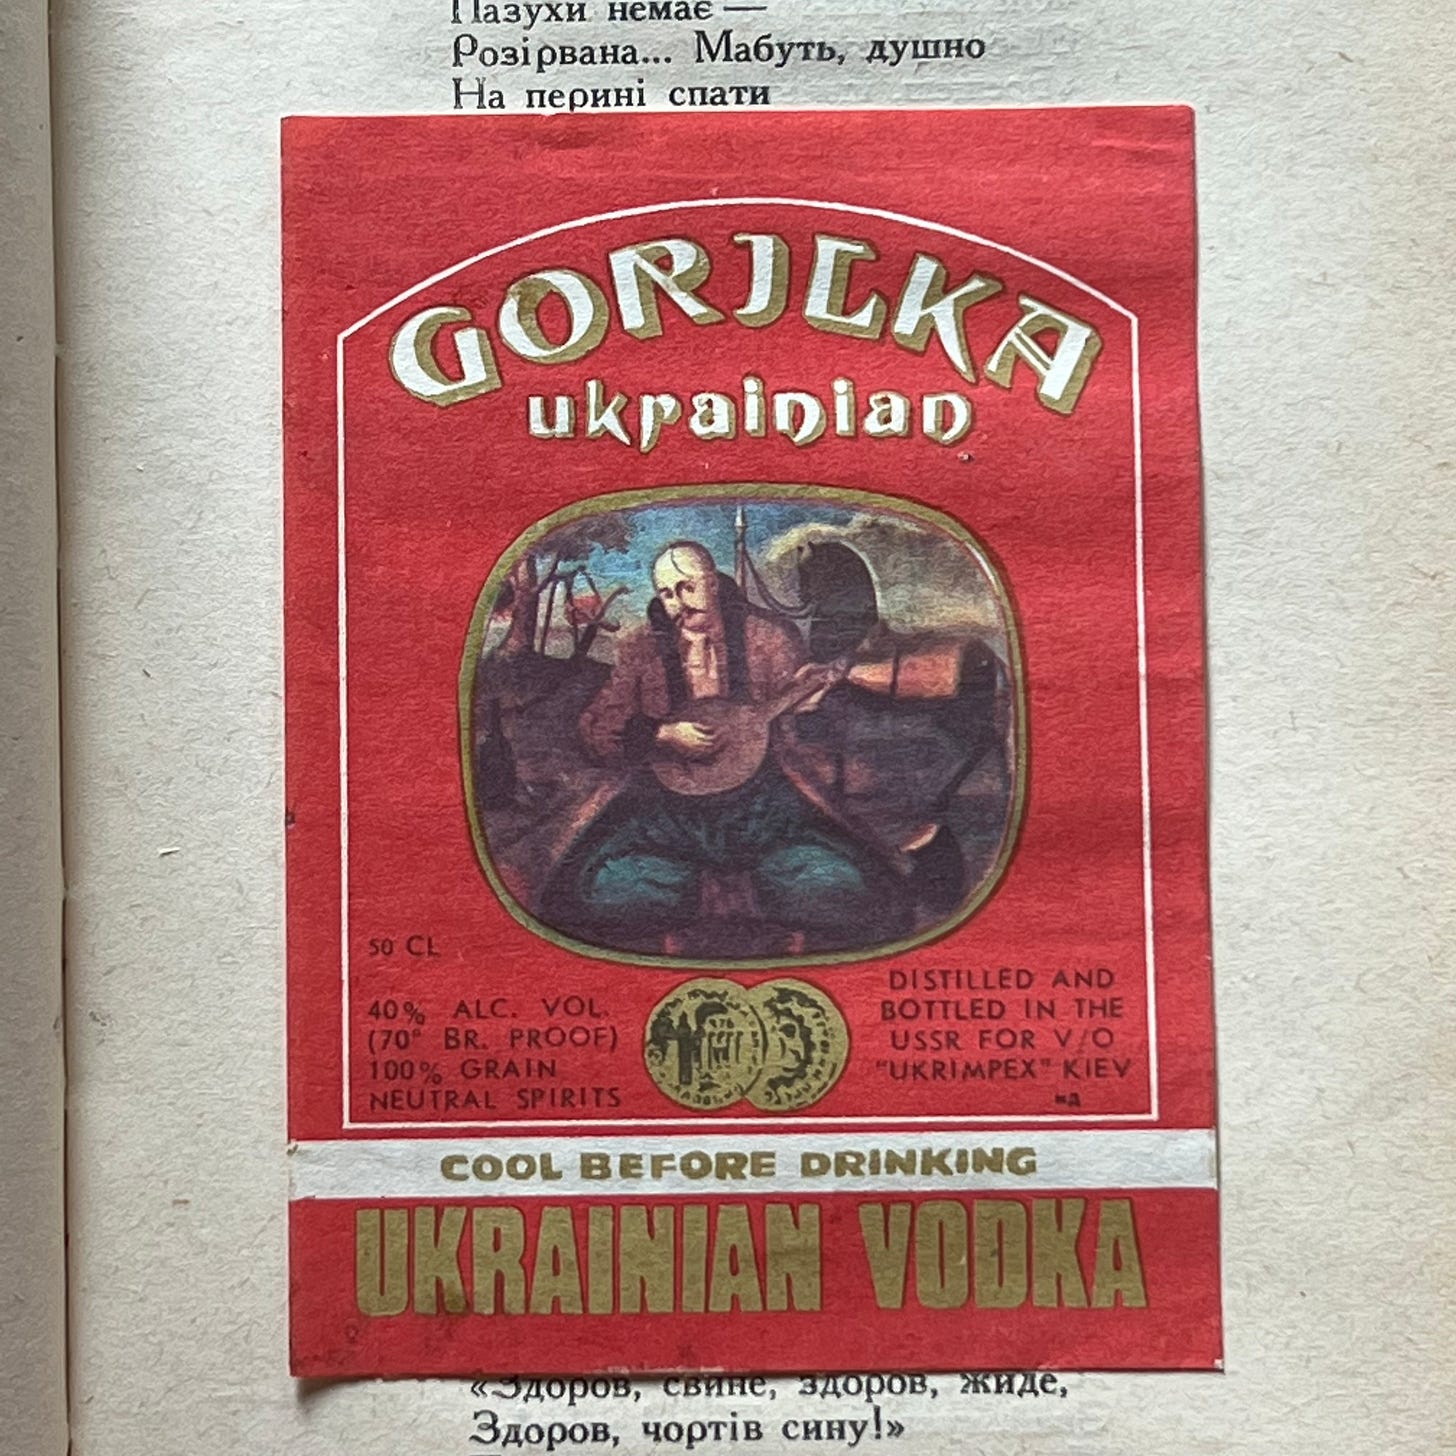 Пазухи немає —
Розірвана... Мабуть, душно
На перині спати
GORILKA
ukrainian
50 CL
40% ALC. VOL.
(70° BR. PROOF)
100% GRAIN
NEUTRAL SPIRITS
DISTILLED AND
BOTTLED IN THE
USSR FOR V/O
"UKRIMPEX" KIEV
COOL BEFORE DRINKING
UKRAINIAN VODKA
«Здоров, свине, здоров, жиде,
Здоров, чортів сину!»